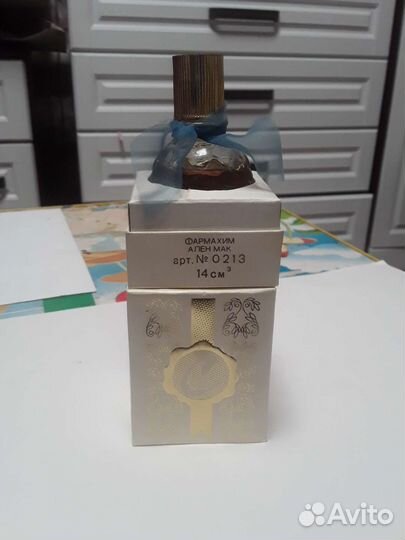 ФАРМАХИМ
АЛЕН МАК
арт. № 0213
14 см³
Avito